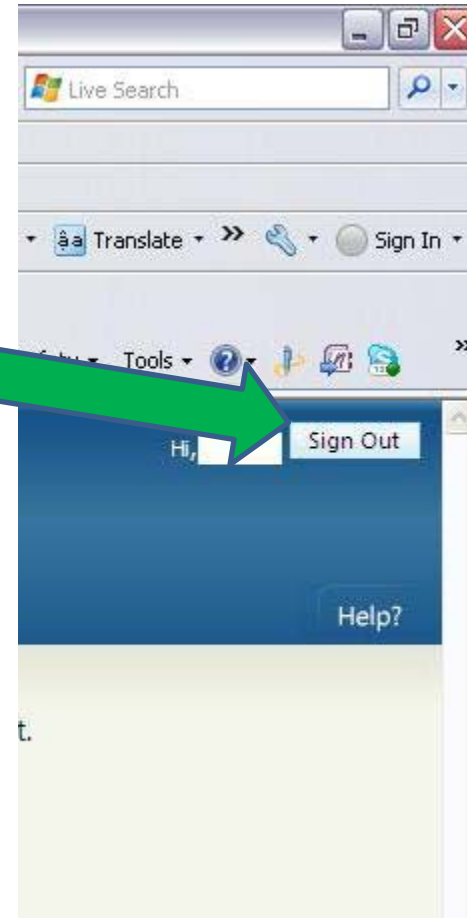 Live Search
Translate
Sign In
Tools
Hi,
Sign Out
Help?
t.